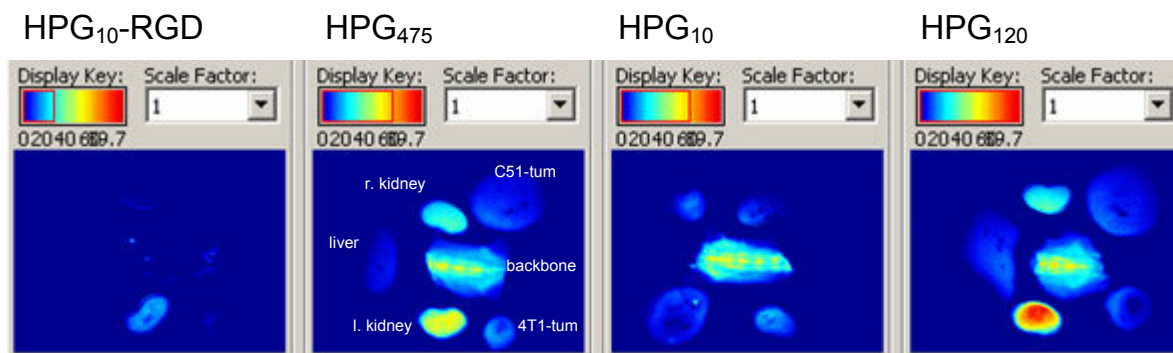 HPG10-RGD HPG475 HPG10 HPG120
Display Key: Scale Factor: Display Key: Scale Factor: Display Key: Scale Factor: Display Key: Scale Factor:
1 1 1 1
C51-tum
r. kidney
liver
backbone
l. kidney
4T1-tum